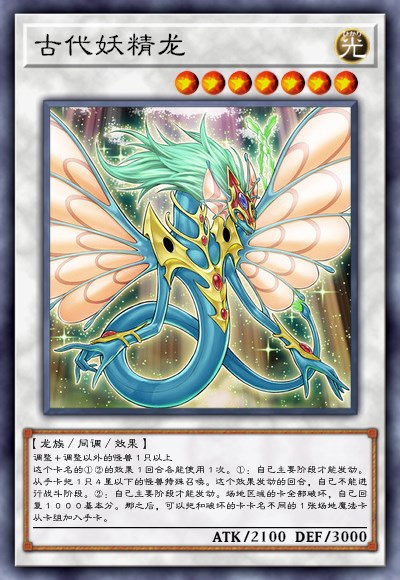 古代妖精龙
ひかり
光
【龙族／同调／效果】
调整＋调整以外的怪兽1只以上
这个卡名的①②的效果1回合各能使用1次。①：自己主要阶段才能发动。
从手卡把1只4星以下的怪兽特殊召唤。这个效果发动的回合，自己不能进
行战斗阶段。②：自己主要阶段才能发动。场地区域的卡全部破坏，自己回
复1000基本分。那之后，可以把和破坏的卡卡名不同的1张场地魔法卡
从卡组加入手卡。
ATK/2100 DEF/3000